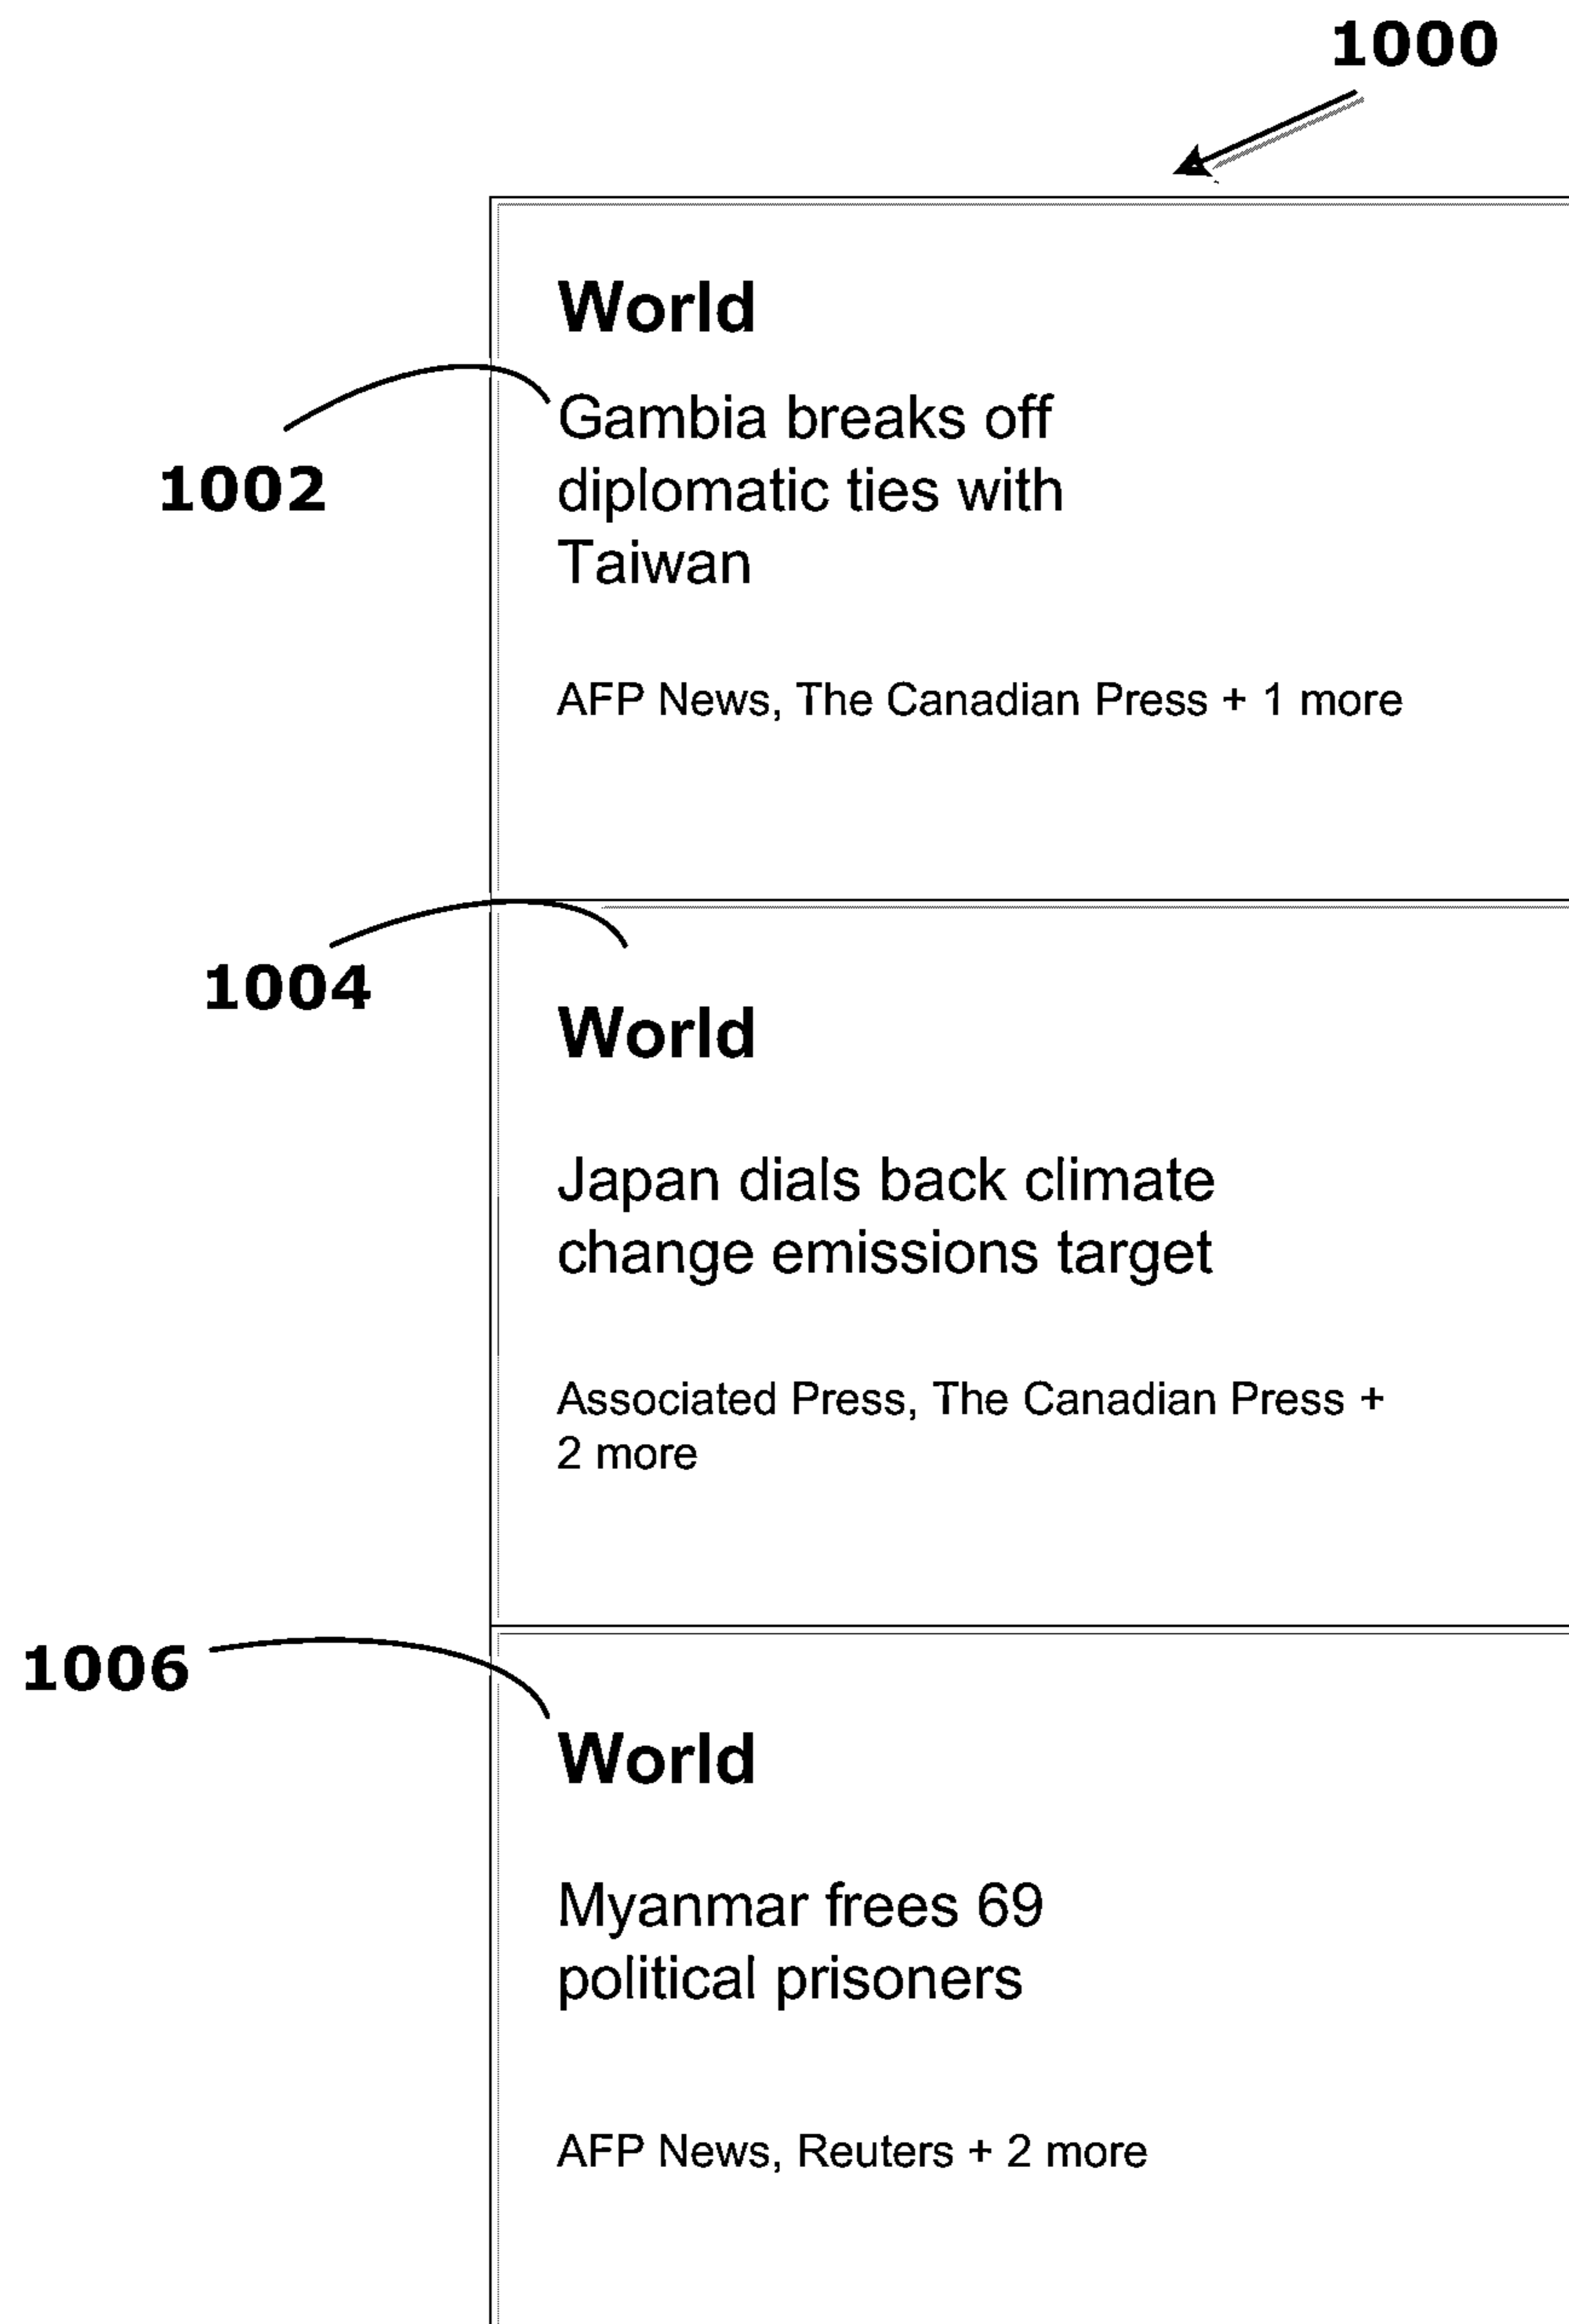 1000
World
1002
Gambia breaks off
diplomatic ties with
Taiwan
AFP News, The Canadian Press + 1 more
1004
World
Japan dials back climate
change emissions target
Associated Press, The Canadian Press +
2 more
1006
World
Myanmar frees 69
political prisoners
AFP News, Reuters + 2 more